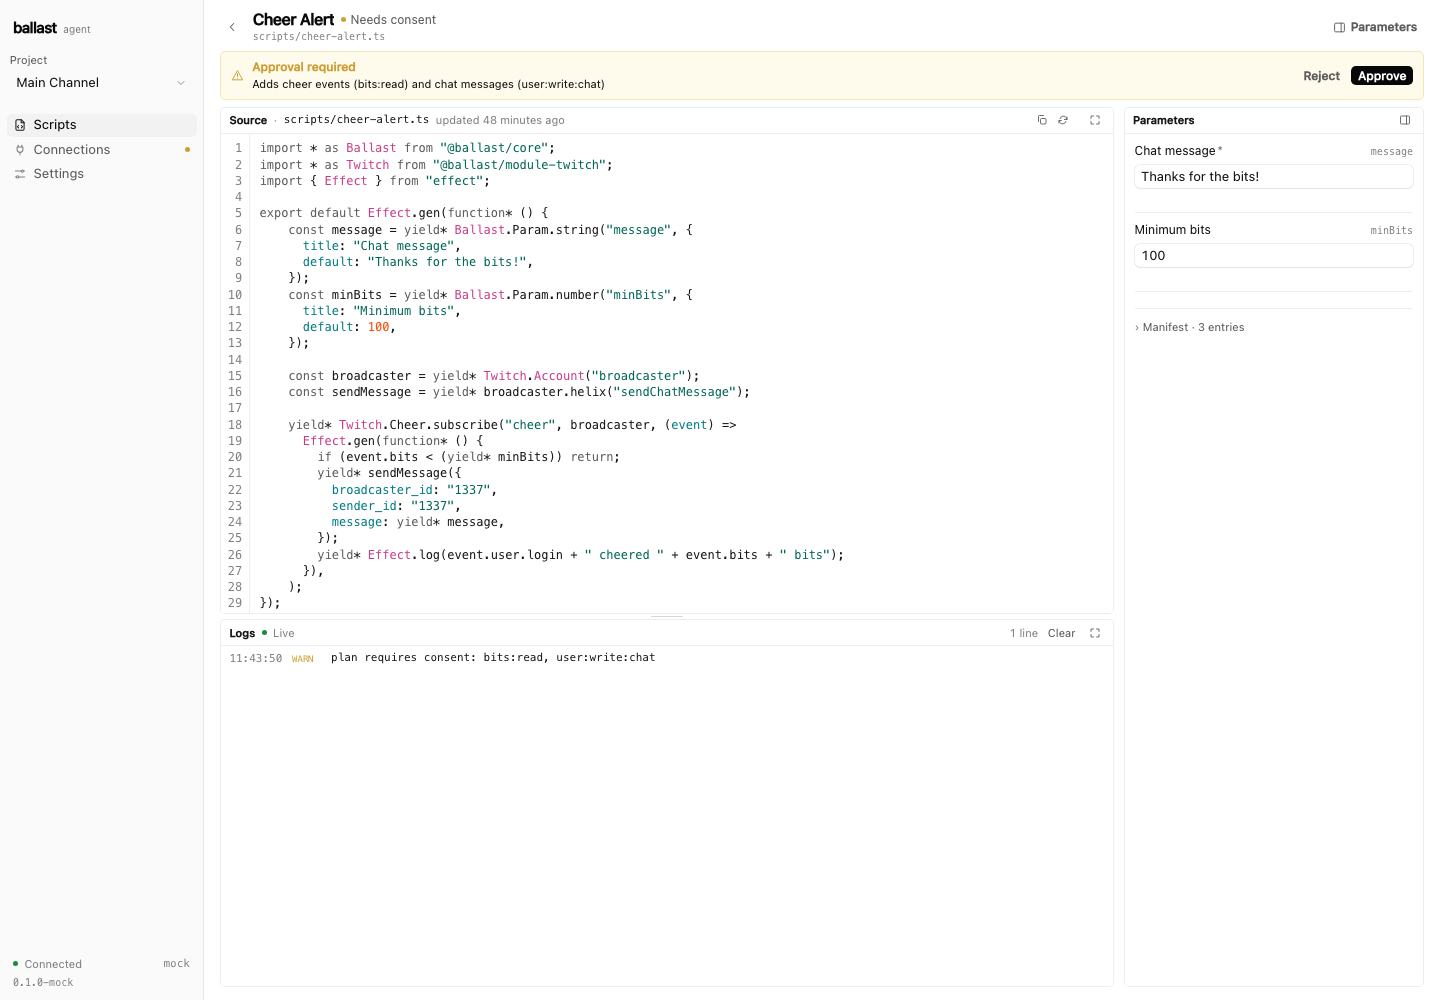 ballast agent
Project
Main Channel
Scripts
Connections
Settings
Connected mock
0.1.0-mock
Cheer Alert Needs consent
scripts/cheer-alert.ts
Parameters
Approval required
Adds cheer events (bits:read) and chat messages (user:write:chat)
Reject Approve
Source · scripts/cheer-alert.ts updated 48 minutes ago
1 import * as Ballast from "@ballast/core";
2 import * as Twitch from "@ballast/module-twitch";
3 import { Effect } from "effect";
4
5 export default Effect.gen(function* () {
6 const message = yield* Ballast.Param.string("message", {
7 title: "Chat message",
8 default: "Thanks for the bits!",
9 });
10 const minBits = yield* Ballast.Param.number("minBits", {
11 title: "Minimum bits",
12 default: 100,
13 });
14
15 const broadcaster = yield* Twitch.Account("broadcaster");
16 const sendMessage = yield* broadcaster.helix("sendChatMessage");
17
18 yield* Twitch.Cheer.subscribe("cheer", broadcaster, (event) =>
19 Effect.gen(function* () {
20 if (event.bits < (yield* minBits)) return;
21 yield* sendMessage({
22 broadcaster_id: "1337",
23 sender_id: "1337",
24 message: yield* message,
25 });
26 yield* Effect.log(event.user.login + " cheered " + event.bits + " bits");
27 }),
28 );
29 });
Logs Live 1 line Clear
11:43:50 WARN plan requires consent: bits:read, user:write:chat
Parameters
Chat message* message
Thanks for the bits!
Minimum bits minBits
100
› Manifest · 3 entries